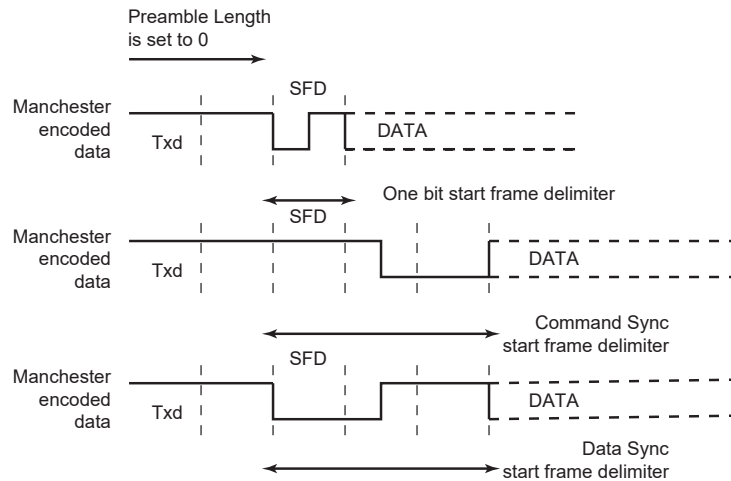 Preamble Length
is set to 0
SFD
Manchester
encoded
data
Txd
DATA
One bit start frame delimiter
SFD
Manchester
encoded
data
Txd
DATA
Command Sync
start frame delimiter
SFD
Manchester
encoded
data
Txd
DATA
Data Sync
start frame delimiter